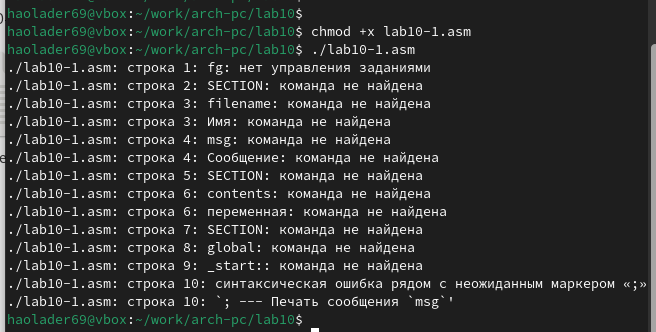 haolader69@vbox:~/work/arch-pc/lab10$
haolader69@vbox:~/work/arch-pc/lab10$ chmod +x lab10-1.asm
haolader69@vbox:~/work/arch-pc/lab10$ ./lab10-1.asm
./lab10-1.asm: строка 1: fg: нет управления заданиями
./lab10-1.asm: строка 2: SECTION: команда не найдена
./lab10-1.asm: строка 3: filename: команда не найдена
./lab10-1.asm: строка 3: Имя: команда не найдена
./lab10-1.asm: строка 4: msg: команда не найдена
./lab10-1.asm: строка 4: Сообщение: команда не найдена
./lab10-1.asm: строка 5: SECTION: команда не найдена
./lab10-1.asm: строка 6: contents: команда не найдена
./lab10-1.asm: строка 6: переменная: команда не найдена
./lab10-1.asm: строка 7: SECTION: команда не найдена
./lab10-1.asm: строка 8: global: команда не найдена
./lab10-1.asm: строка 9: _start:: команда не найдена
./lab10-1.asm: строка 10: синтаксическая ошибка рядом с неожиданным маркером «;»
./lab10-1.asm: строка 10: `; --- Печать сообщения `msg`'
haolader69@vbox:~/work/arch-pc/lab10$